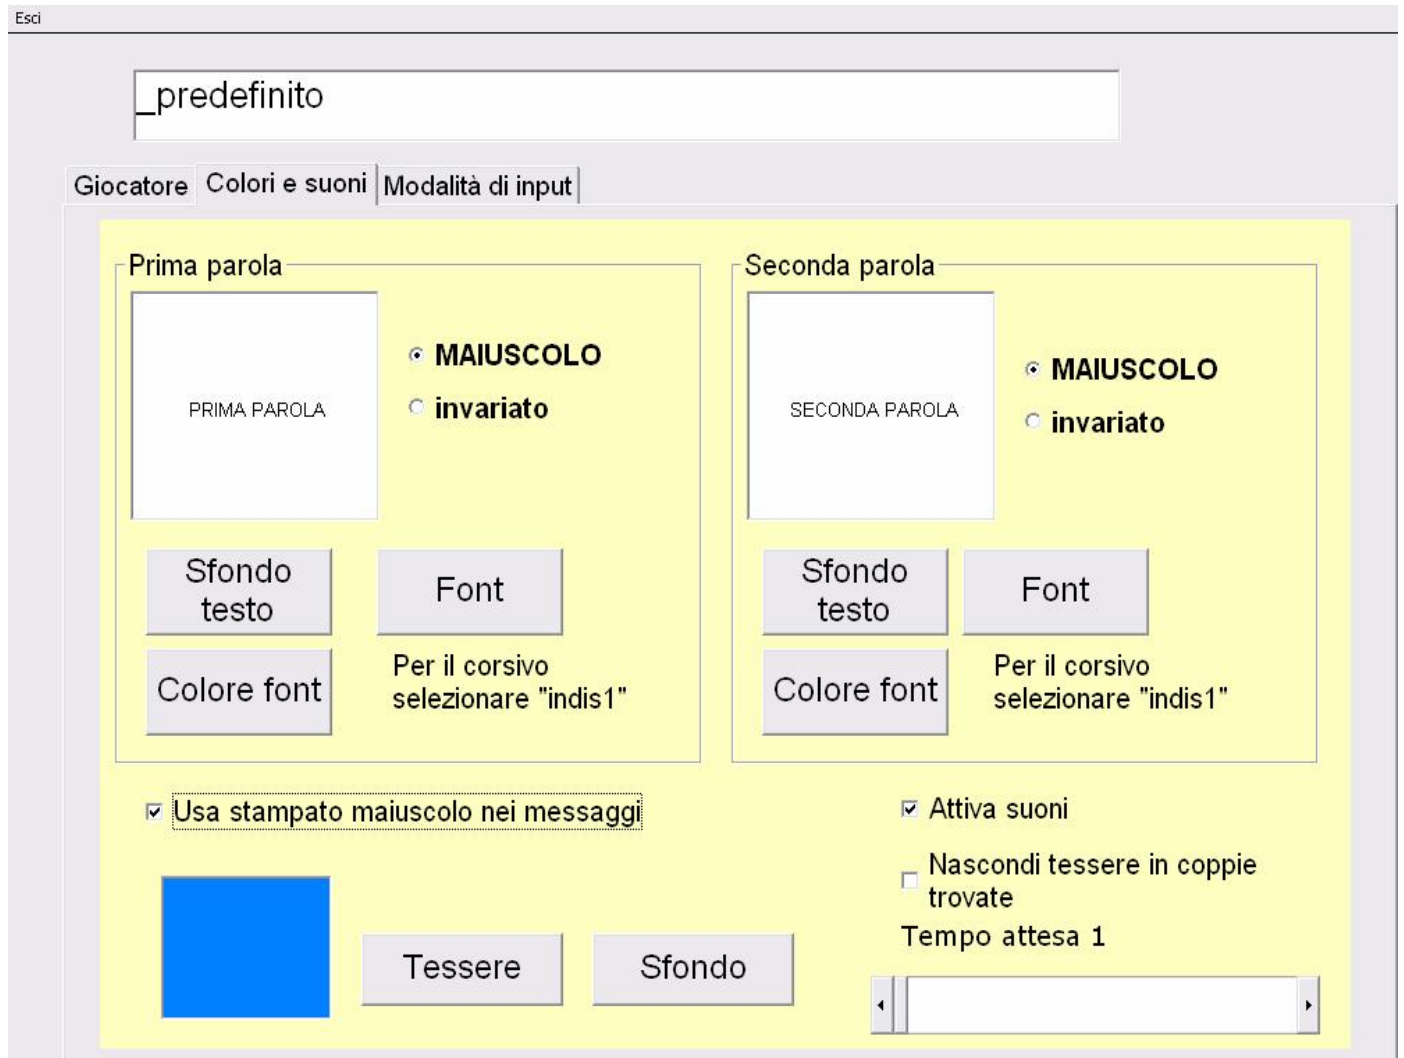 Esci
_predefinito
Giocatore Colori e suoni Modalità di input
Prima parola
PRIMA PAROLA
MAIUSCOLO
invariato
Sfondo
testo
Font
Colore font
Per il corsivo
selezionare "indis1"
Seconda parola
SECONDA PAROLA
MAIUSCOLO
invariato
Sfondo
testo
Font
Colore font
Per il corsivo
selezionare "indis1"
Usa stampato maiuscolo nei messaggi
Attiva suoni
Nascondi tessere in coppie
trovate
Tempo attesa 1
Tessere
Sfondo